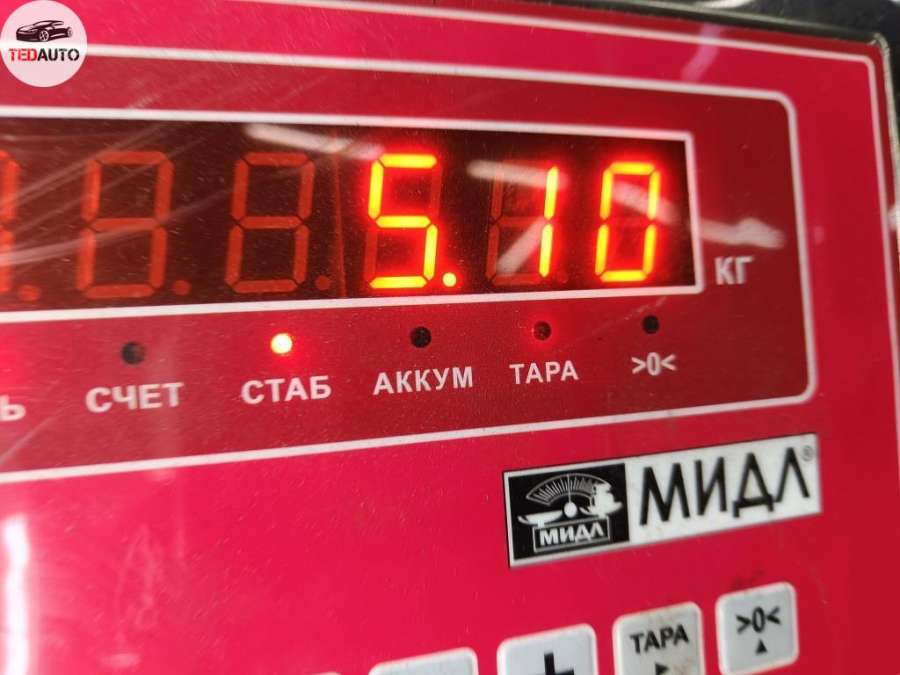 TEDAUTO
5.10
КГ
Ь СЧЕТ СТАБ АККУМ ТАРА >0<
МИДЛ МИДЛ®
+ ТАРА >0<